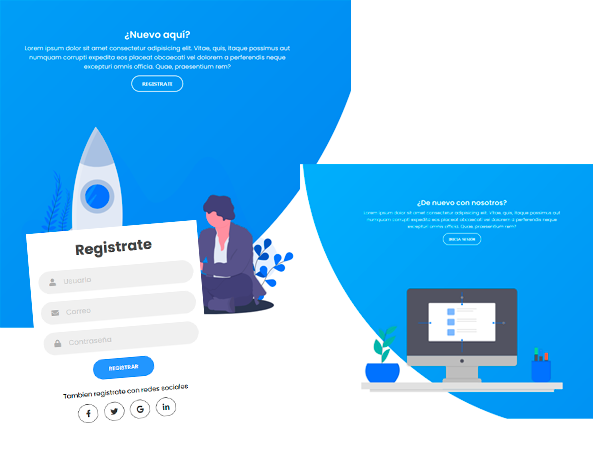 ¿Nuevo aquí?
Lorem ipsum dolor sit amet consectetur adipisicing elit. Vitae, quis, itaque possimus aut
numquam corrupti expedita eos placeat obcaecati vel dolorem a perferendis neque
excepturi omnis officia. Quae, praesentium rem?
REGISTRATE
Registrate
Usuario
Correo
Contraseña
REGISTRAR
Tambien registrate con redes sociales
¿De nuevo con nosotros?
Lorem ipsum dolor sit amet consectetur adipisicing elit. Vitae, quis, itaque possimus aut
numquam corrupti expedita eos placeat obcaecati vel dolorem a perferendis neque
excepturi omnis officia. Quae, praesentium rem?
INICIA SESIÓN